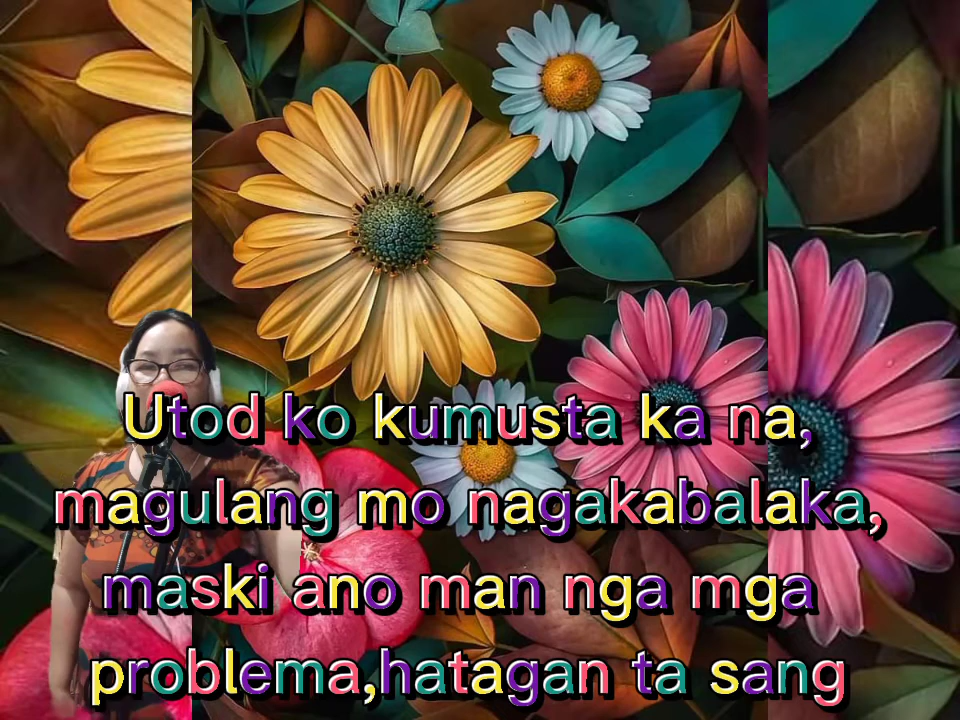 Utod ko kumusta ka na,
magulang mo nagakabalaka,
maski ano man nga mga
problema,hatagan ta sang